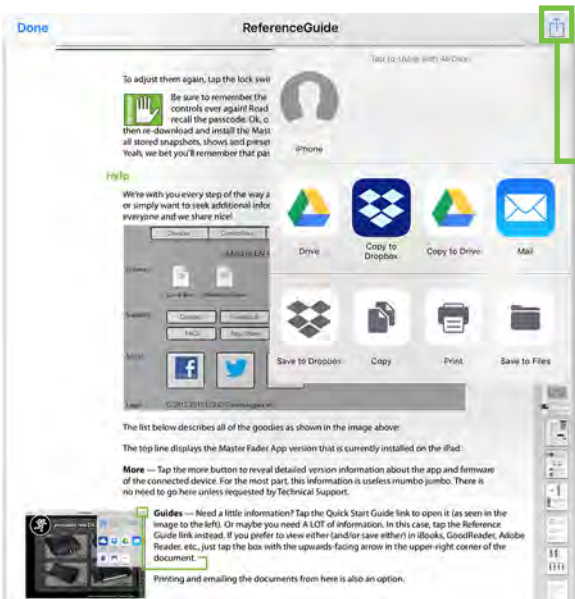 Done
ReferenceGuide
Tap to share with AirDrop
To adjust them again, tap the lock swi
Be sure to remember the
controls ever again! Read
recall the passcode. Ok, o
then re-download and install the Mast
all stored snapshots, shows and preset
Yeah, we bet you'll remember that pas
iPhone
Help
We're with you every step of the way a
or simply want to seek additional infor
everyone and we share nice!
Drive
Copy to
Dropbox
Copy to Drive
Mail
Save to Dropbox
Copy
Print
Save to Files
The list below describes all of the goodies as shown in the image above:
The top line displays the Master Fader App version that is currently installed on the iPad.
More — Tap the more button to reveal detailed version information about the app and firmware
of the connected device. For the most part, this information is useless mumbo jumbo. There is
no need to go here unless requested by Technical Support.
Guides — Need a little information? Tap the Quick Start Guide link to open it (as seen in the
image to the left). Or maybe you need A LOT of information. In this case, tap the Reference
Guide link instead. If you prefer to view either (and/or save either) in iBooks, GoodReader, Adobe
Reader, etc., just tap the box with the upwards-facing arrow in the upper-right corner of the
document.
Printing and emailing the documents from here is also an option.